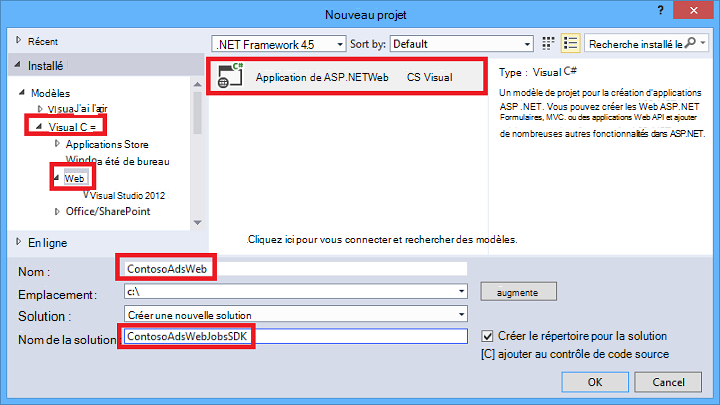 Nouveau projet
?
Récent
.NET Framework 4.5
Sort by: Default
Recherche installé le
Installé
Modèles
J'ai l'air
Visual C =
Applications Store
été de bureau
Web
Visual Studio 2012
Office/SharePoint
En ligne
C#
Application de ASP.NETWeb CS Visual
Type : Visual C#
Un modèle de projet pour la création d'applications
ASP .NET. Vous pouvez créer les Web ASP.NET
Formulaires, MVC. ou des applications Web API et ajouter
de nombreuses autres fonctionnalités dans ASP.NET.
.Cliquez ici pour vous connecter et rechercher des modèles.
Nom : ContosoAdsWeb
Emplacement: c:\
augmente
Solution : Créer une nouvelle solution
Nom de la solution ContosoAdsWebJobsSDK
Créer le répertoire pour la solution
[C] ajouter au contrôle de code source
OK
Cancel